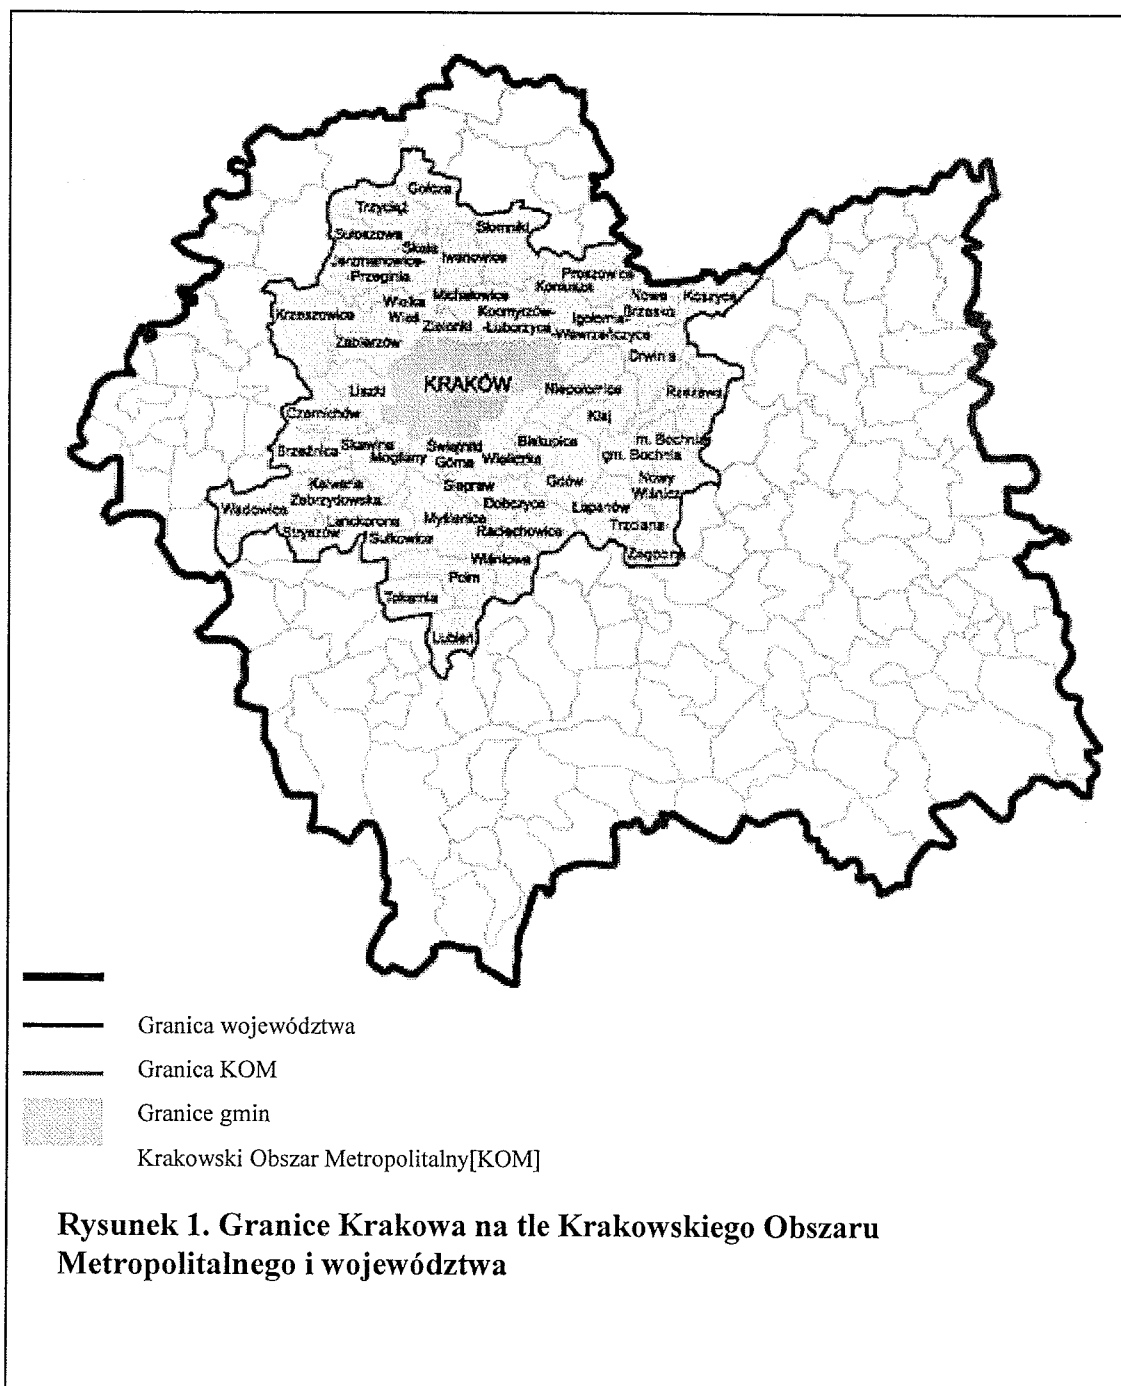 Gołcza
Trzyciąż
Sułoszowa
Słomniki
Skała
Iwanowice
Jerzmanowice-
-Przeginia
Proszowice
Koniusza
Wielka
Wieś
Michałowice
Nowe
Brzesko
Koszyce
Krzeszowice
Zielonki
Kocmyrzów-
-Luborzyca
Igołomia-
-Wawrzeńczyce
Zabierzów
Drwinia
KRAKÓW
Liszki
Niepołomice
Rzezawa
Czernichów
Kłaj
Brzeźnica
Skawina
Mogilany
Świątniki
Górne
Wieliczka
Biskupice
m. Bochnia
gm. Bochnia
Kalwaria
Zebrzydowska
Siepraw
Gdów
Nowy
Wiśnicz
Wadowice
Dobczyce
Łapanów
Lanckorona
Myślenice
Trzciana
Stryszów
Sułkowice
Raciechowice
Żegocina
Wiśniowa
Pcim
Tokarnia
Lubień
Granica województwa
Granica KOM
Granice gmin
Krakowski Obszar Metropolitalny[KOM]
Rysunek 1. Granice Krakowa na tle Krakowskiego Obszaru
Metropolitalnego i województwa